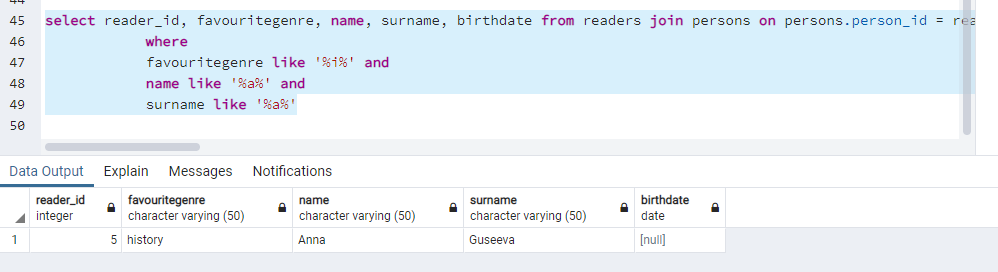 45 select reader_id, favouritegenre, name, surname, birthdate from readers join persons on persons.person_id =
46 where
47 favouritegenre like '%i%' and
48 name like '%a%' and
49 surname like '%a%'
50
Data Output Explain Messages Notifications
reader_id favouritegenre name surname birthdate
integer character varying (50) character varying (50) character varying (50) date
1 5 history Anna Guseeva [null]